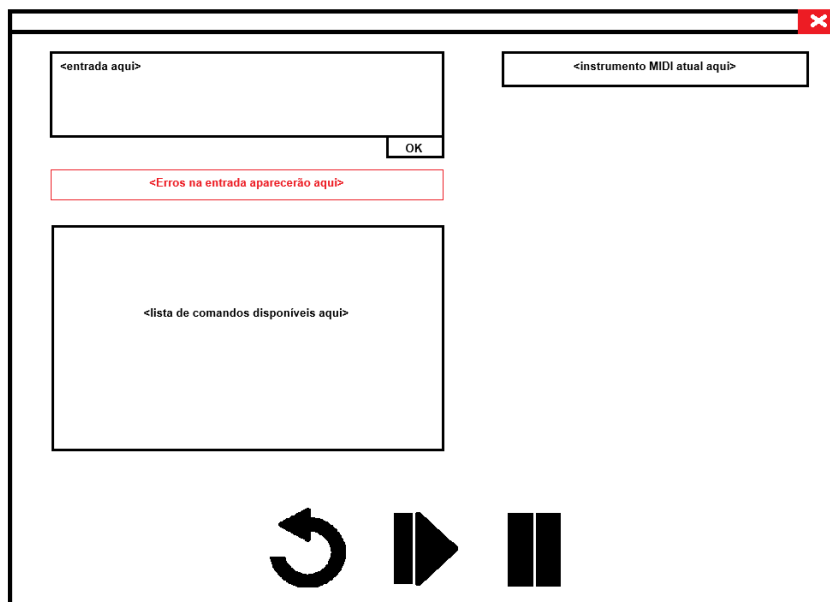 <entrada aqui>
<instrumento MIDI atual aqui>
OK
<Erros na entrada aparecerão aqui>
<lista de comandos disponíveis aqui>